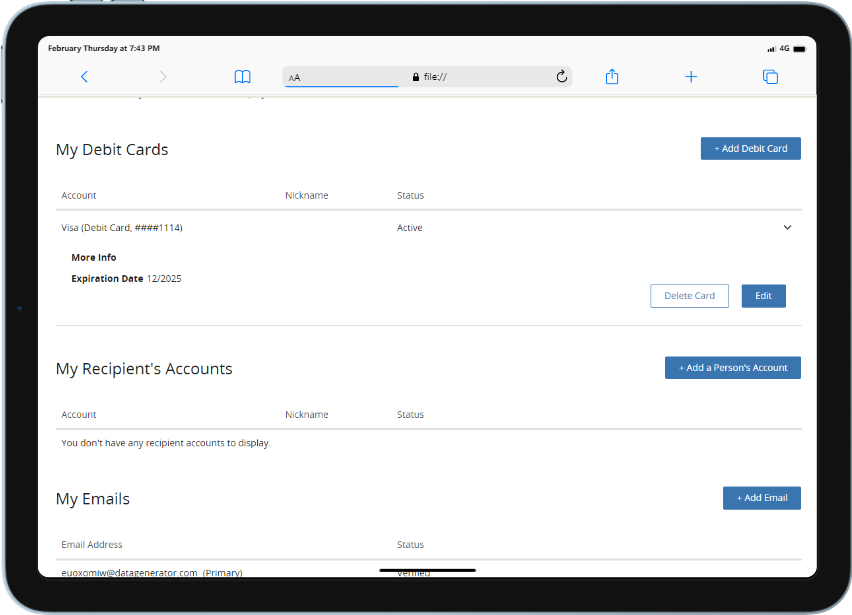 February Thursday at 7:43 PM
4G
AA
file://
My Debit Cards
+ Add Debit Card
Account Nickname Status
Visa (Debit Card, ####1114) Active
More Info
Expiration Date 12/2025
Delete Card Edit
My Recipient's Accounts
+ Add a Person's Account
Account Nickname Status
You don't have any recipient accounts to display.
My Emails
+ Add Email
Email Address Status
euoxomiw@datagenerator.com (Primary) Verified